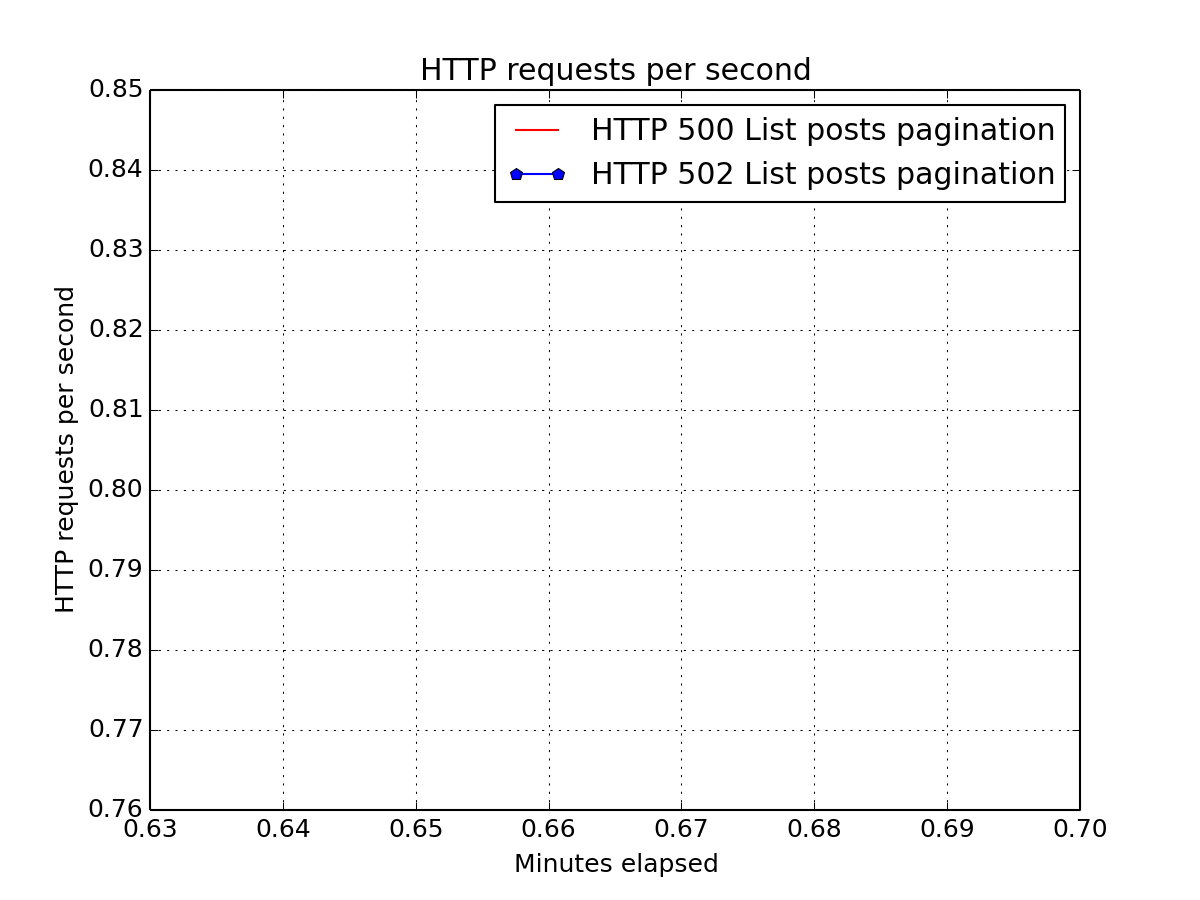 HTTP requests per second
0.85
HTTP 500 List posts pagination
0.84
HTTP 502 List posts pagination
0.83
0.82
0.81
0.80
0.79
0.78
0.77
0.76
HTTP requests per second
0.63 0.64 0.65 0.66 0.67 0.68 0.69 0.70
Minutes elapsed